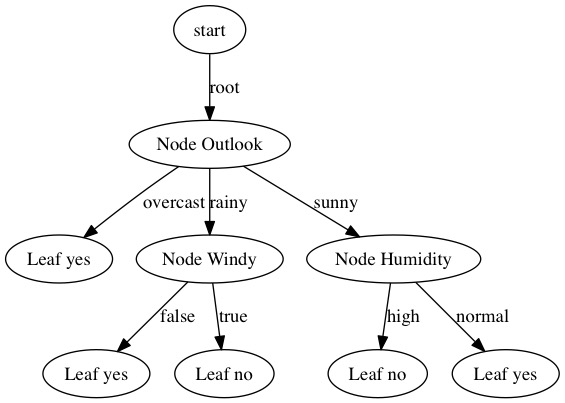 start
root
Node Outlook
overcast rainy sunny
Leaf yes Node Windy Node Humidity
false true high normal
Leaf yes Leaf no Leaf no Leaf yes